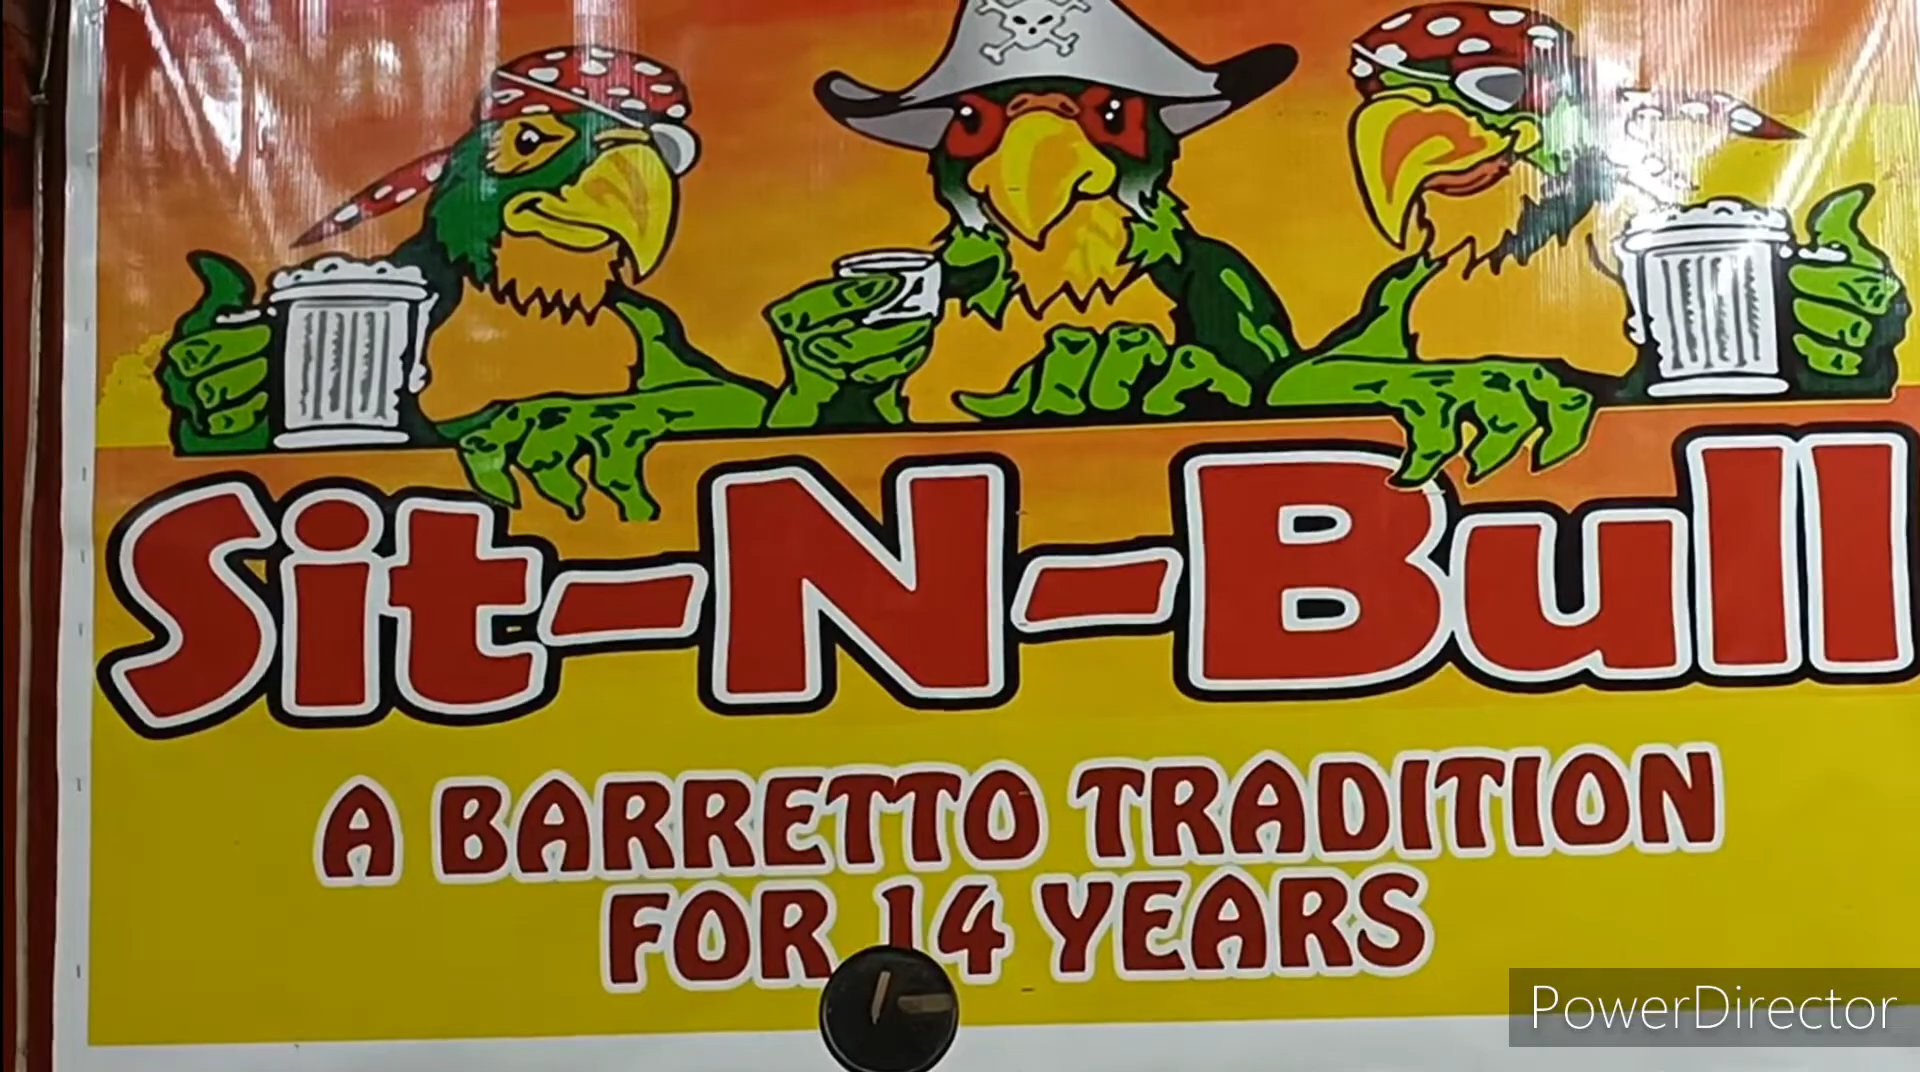 Sit-N-Bull
A BARRETTO TRADITION
FOR 14 YEARS
PowerDirector